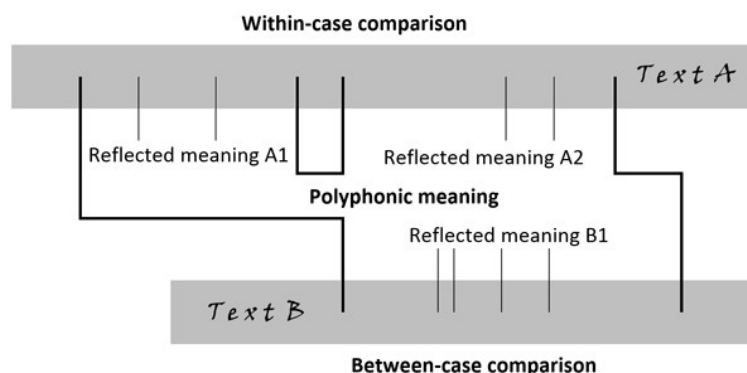 Within-case comparison
Text A
Reflected meaning A1
Reflected meaning A2
Polyphonic meaning
Reflected meaning B1
Text B
Between-case comparison